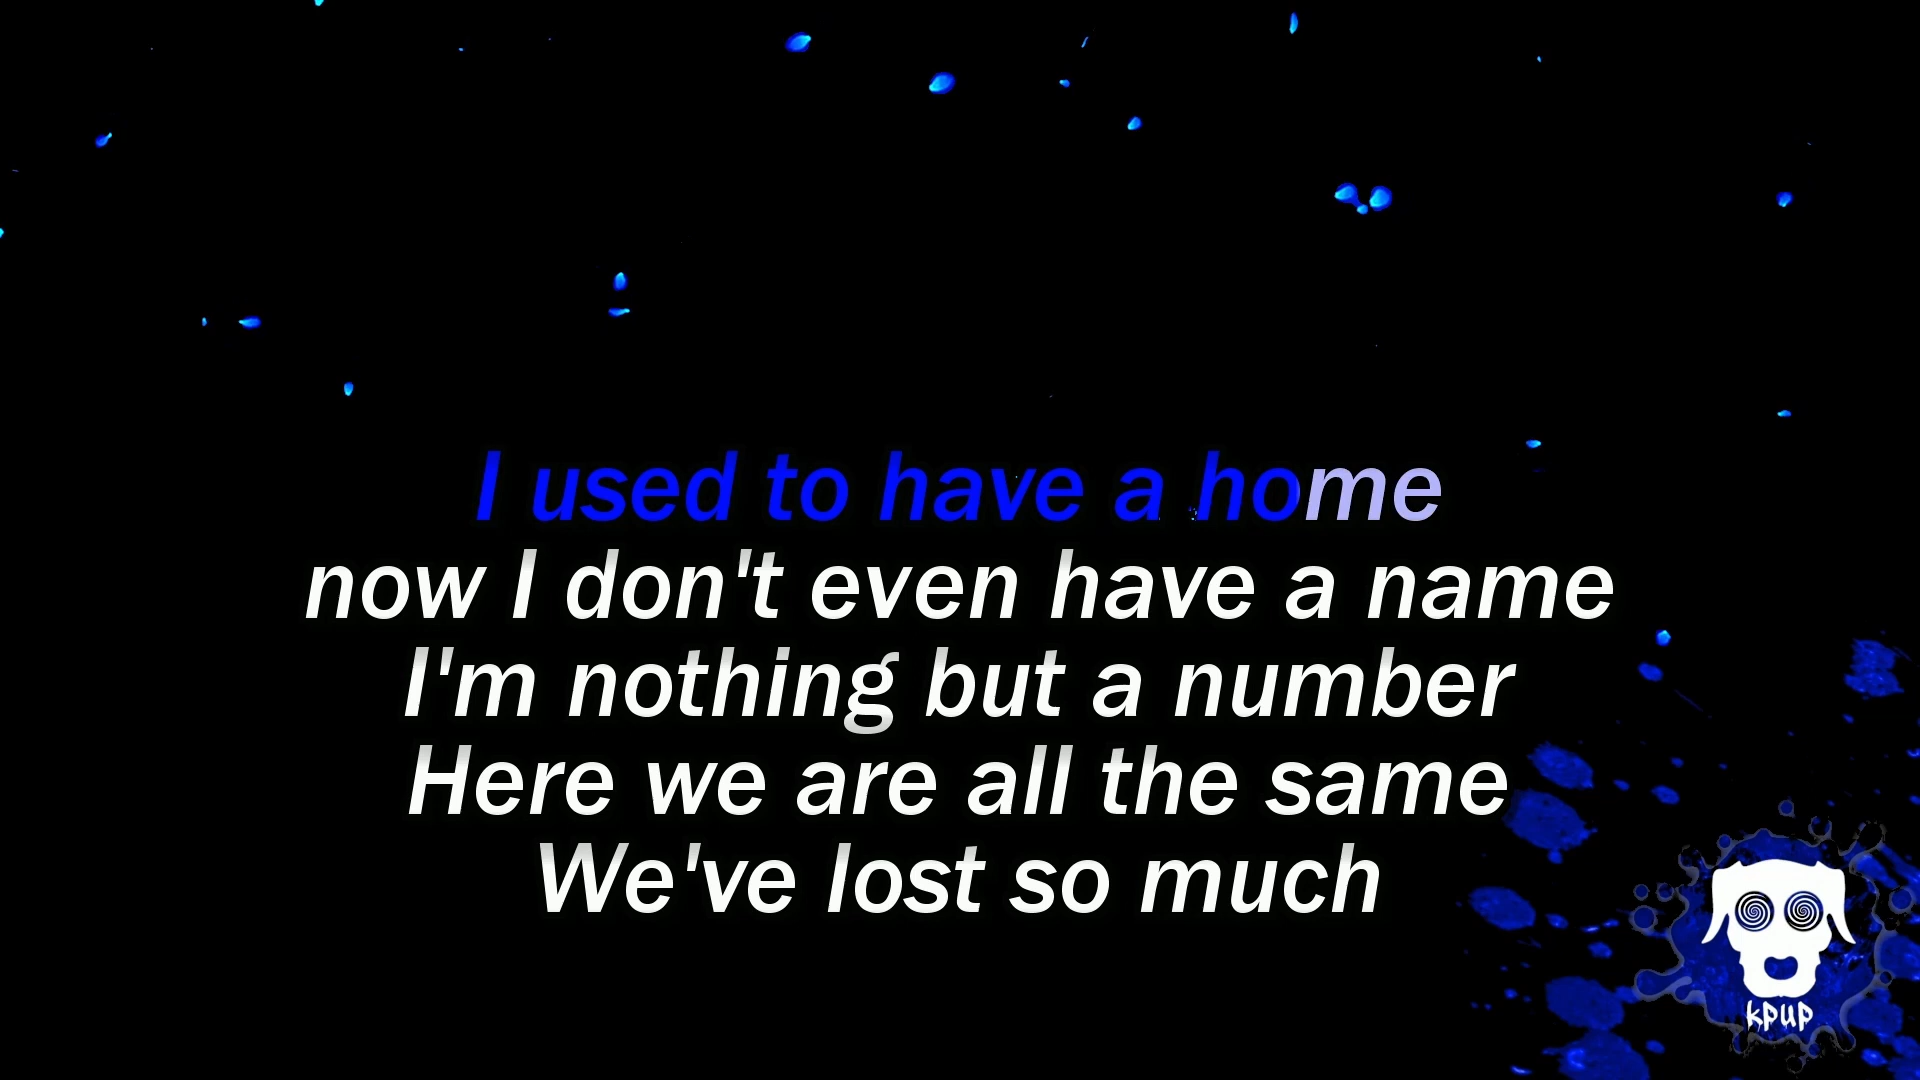 I used to have a home
now I don't even have a name
I'm nothing but a number
Here we are all the same
We've lost so much
kpup